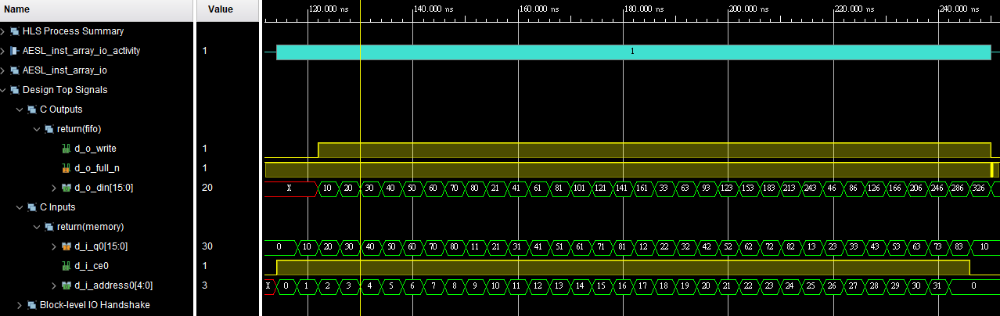 Name Value 120.000 ns 140.000 ns 160.000 ns 180.000 ns 200.000 ns 220.000 ns 240.000 ns
HLS Process Summary
AESL_inst_array_io_activity 1 1
AESL_inst_array_io
Design Top Signals
C Outputs
return(fifo)
d_o_write 1
d_o_full_n 1
d_o_din[15:0] 20 X 10 20 30 40 50 60 70 80 21 41 61 81 101 121 141 161 33 63 93 123 153 183 213 243 46 86 126 166 206 246 286 326
C Inputs
return(memory)
d_i_q0[15:0] 30 0 10 20 30 40 50 60 70 80 11 21 31 41 51 61 71 81 12 22 32 42 52 62 72 82 13 23 33 43 53 63 73 83 10
d_i_ce0 1
d_i_address0[4:0] 3 X 0 1 2 3 4 5 6 7 8 9 10 11 12 13 14 15 16 17 18 19 20 21 22 23 24 25 26 27 28 29 30 31 0
Block-level IO Handshake